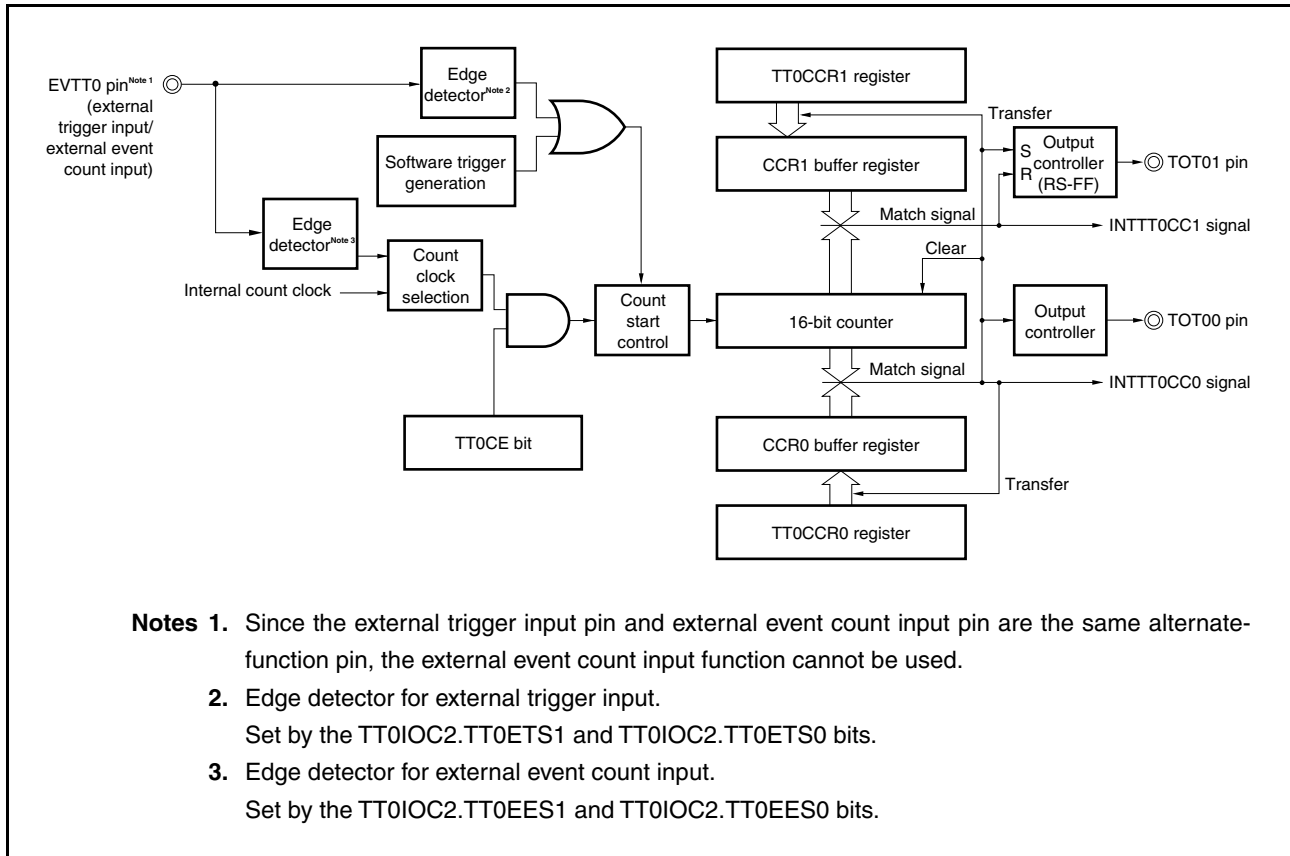 EVTT0 pinNote 1
(external
trigger input/
external event
count input)
Edge
detectorNote 2
Software trigger
generation
Edge
detectorNote 3
Internal count clock
Count
clock
selection
TT0CE bit
Count
start
control
TT0CCR1 register
Transfer
CCR1 buffer register
Match signal
Clear
16-bit counter
Match signal
CCR0 buffer register
Transfer
TT0CCR0 register
S
R
Output
controller
(RS-FF)
TOT01 pin
INTTT0CC1 signal
Output
controller
TOT00 pin
INTTT0CC0 signal
Notes 1. Since the external trigger input pin and external event count input pin are the same alternate-
function pin, the external event count input function cannot be used.
2. Edge detector for external trigger input.
Set by the TT0IOC2.TT0ETS1 and TT0IOC2.TT0ETS0 bits.
3. Edge detector for external event count input.
Set by the TT0IOC2.TT0EES1 and TT0IOC2.TT0EES0 bits.